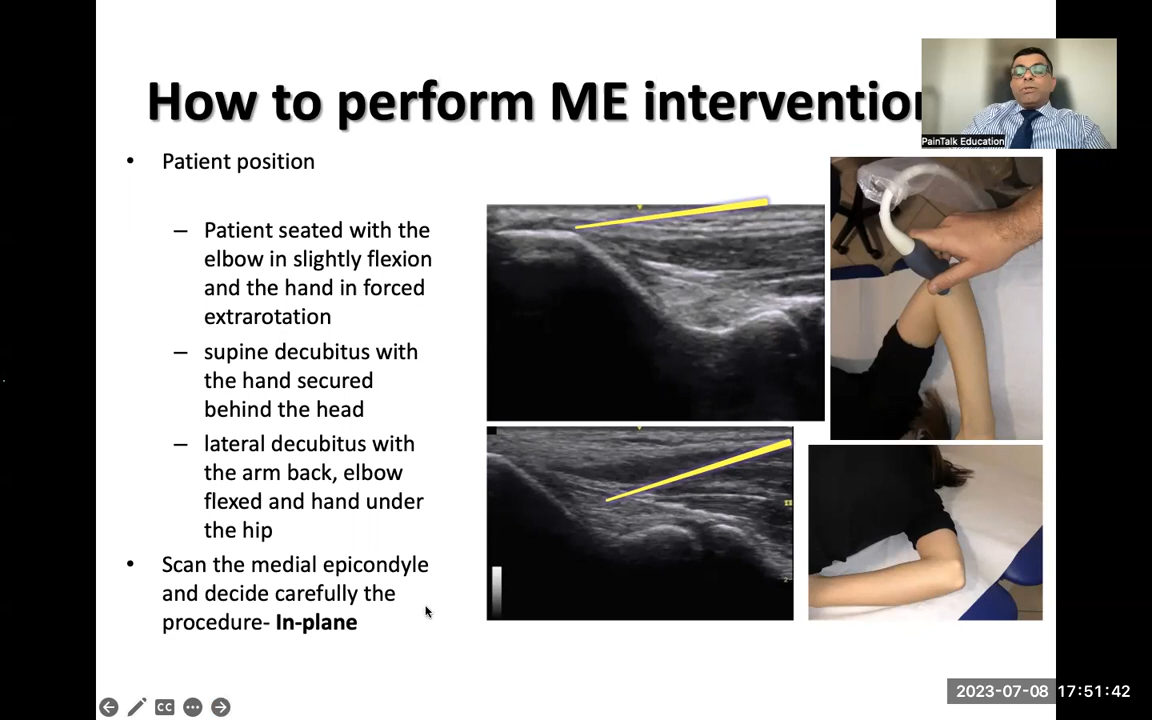 How to perform ME intervention
PainTalk Education
• Patient position
– Patient seated with the
elbow in slightly flexion
and the hand in forced
extrarotation
– supine decubitus with
the hand secured
behind the head
– lateral decubitus with
the arm back, elbow
flexed and hand under
the hip
• Scan the medial epicondyle
and decide carefully the
procedure- In-plane
CC
2023-07-08 17:51:42